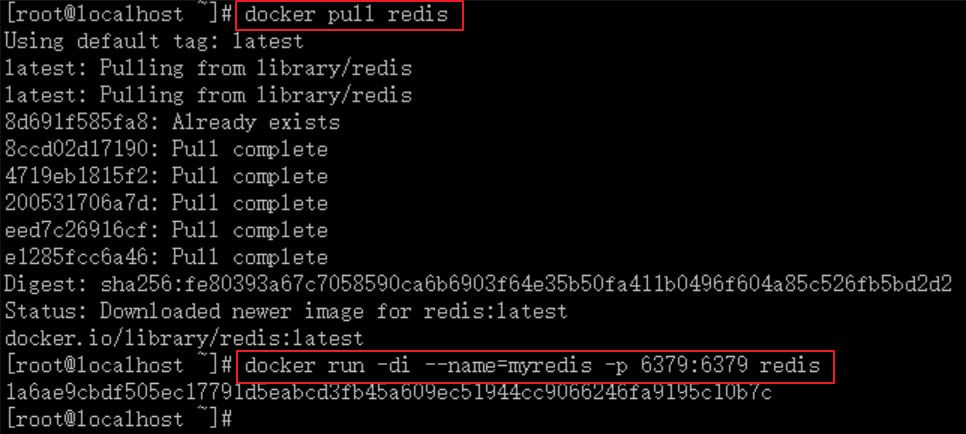 [root@localhost ~]# docker pull redis
Using default tag: latest
latest: Pulling from library/redis
latest: Pulling from library/redis
8d691f585fa8: Already exists
8ccd02d17190: Pull complete
4719eb1815f2: Pull complete
200531706a7d: Pull complete
eed7c26916cf: Pull complete
e1285fcc6a46: Pull complete
Digest: sha256:fe80393a67c7058590ca6b6903f64e35b50fa411b0496f604a85c526fb5bd2d2
Status: Downloaded newer image for redis:latest
docker.io/library/redis:latest
[root@localhost ~]# docker run -di --name=myredis -p 6379:6379 redis
1a6ae9cbdf505ec17791d5eabcd3fb45a609ec51944cc9066246fa9195c10b7c
[root@localhost ~]#